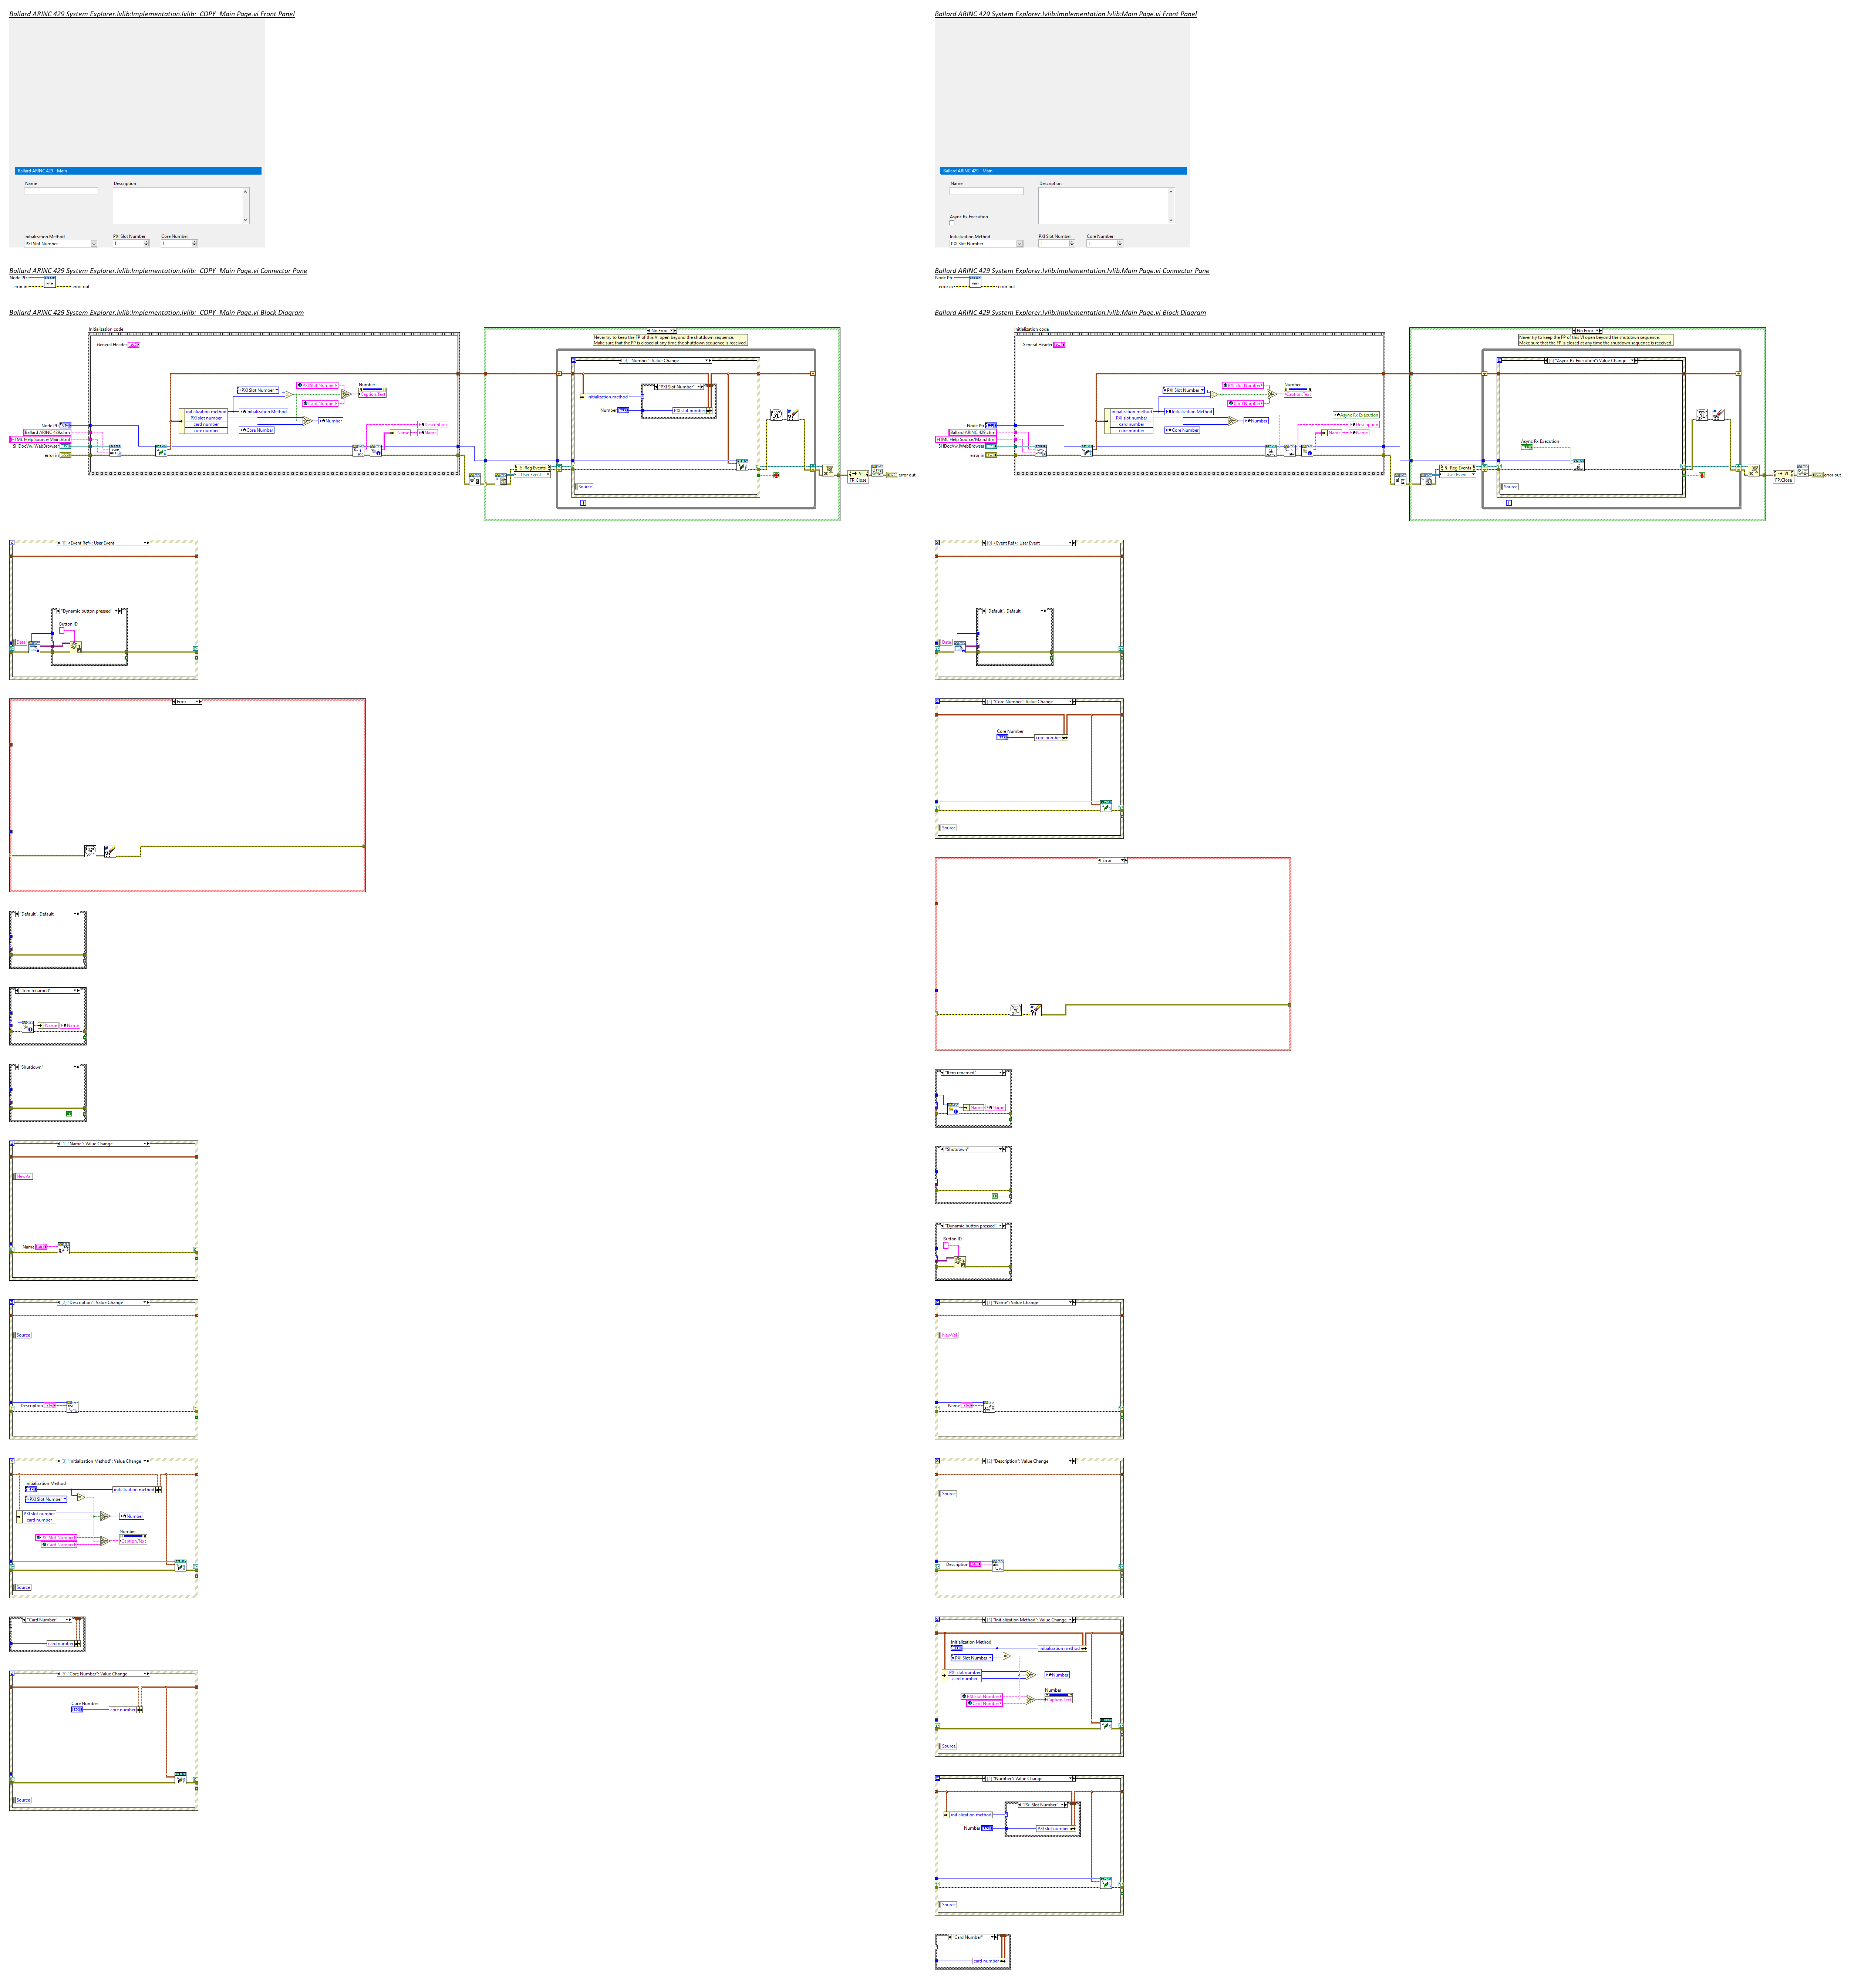 Ballard ARINC 429 System Explorer.lvlib:Implementation.lvlib:_COPY_Main Page.vi Front Panel
Ballard ARINC 429 - Main
Name
Description
Initialization Method
PXI Slot Number
Core Number
PXI Slot Number
1
1
Ballard ARINC 429 System Explorer.lvlib:Implementation.lvlib:_COPY_Main Page.vi Connector Pane
Node Ptr
error in
error out
Ballard ARINC 429 System Explorer.lvlib:Implementation.lvlib:_COPY_Main Page.vi Block Diagram
Initialization code
General Header
PXI Slot Number
PXI Slot Number
Card Number
Number
Caption.Text
initialization method
PXI slot number
card number
core number
Initialization Method
Core Number
Number
Node Ptr
Ballard ARINC 429.chm
HTML Help Source/Main.html
SHDocVw.IWebBrowser
error in
Description
Name
Name
No Error
Never try to keep the FP of this VI open beyond the shutdown sequence.
Make sure that the FP is closed at any time the shutdown sequence is received
[4] "Number": Value Change
initialization method
"PXI Slot Number"
Number
PXI slot number
Source
Reg Events
User Event
VI
FP.Close
error out
[0] <Event Ref>: User Event
"Dynamic button pressed"
Button ID
Data
Error
"Default", Default
"Item renamed"
Name
Name
"Shutdown"
[1] "Name": Value Change
NewVal
Name
[2] "Description": Value Change
Source
Description
[3] "Initialization Method": Value Change
Initialization Method
initialization method
PXI Slot Number
PXI slot number
card number
Number
PXI Slot Number
Card Number
Number
Caption.Text
Source
"Card Number"
card number
[5] "Core Number": Value Change
Core Number
core number
Source
Ballard ARINC 429 System Explorer.lvlib:Implementation.lvlib:Main Page.vi Front Panel
Ballard ARINC 429 - Main
Name
Description
Async Rx Execution
Initialization Method
PXI Slot Number
Core Number
PXI Slot Number
1
1
Ballard ARINC 429 System Explorer.lvlib:Implementation.lvlib:Main Page.vi Connector Pane
Node Ptr
error in
error out
Ballard ARINC 429 System Explorer.lvlib:Implementation.lvlib:Main Page.vi Block Diagram
Initialization code
General Header
PXI Slot Number
PXI Slot Number
Card Number
Number
Caption.Text
initialization method
PXI slot number
card number
core number
Initialization Method
Core Number
Number
Node Ptr
Ballard ARINC 429.chm
HTML Help Source/Main.html
SHDocVw.IWebBrowser
error in
Async Rx Execution
Description
Name
Name
No Error
Never try to keep the FP of this VI open beyond the shutdown sequence.
Make sure that the FP is closed at any time the shutdown sequence is received
"Async Rx Execution": Value Change
Async Rx Execution
Source
Reg Events
User Event
VI
FP.Close
error out
[0] <Event Ref>: User Event
"Default", Default
Data
"Core Number": Value Change
Core Number
core number
Source
Error
"Item renamed"
Name
Name
"Shutdown"
"Dynamic button pressed"
Button ID
[1] "Name": Value Change
NewVal
Name
[2] "Description": Value Change
Source
Description
[3] "Initialization Method": Value Change
Initialization Method
initialization method
PXI Slot Number
PXI slot number
card number
Number
PXI Slot Number
Card Number
Number
Caption.Text
Source
[4] "Number": Value Change
initialization method
"PXI Slot Number"
Number
PXI slot number
Source
"Card Number"
card number